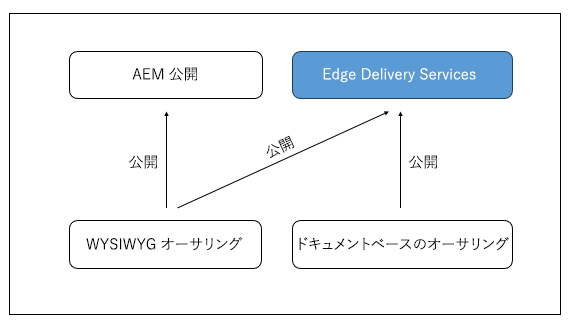 AEM 公開
Edge Delivery Services
公開
公開
公開
WYSIWYG オーサリング
ドキュメントベースのオーサリング